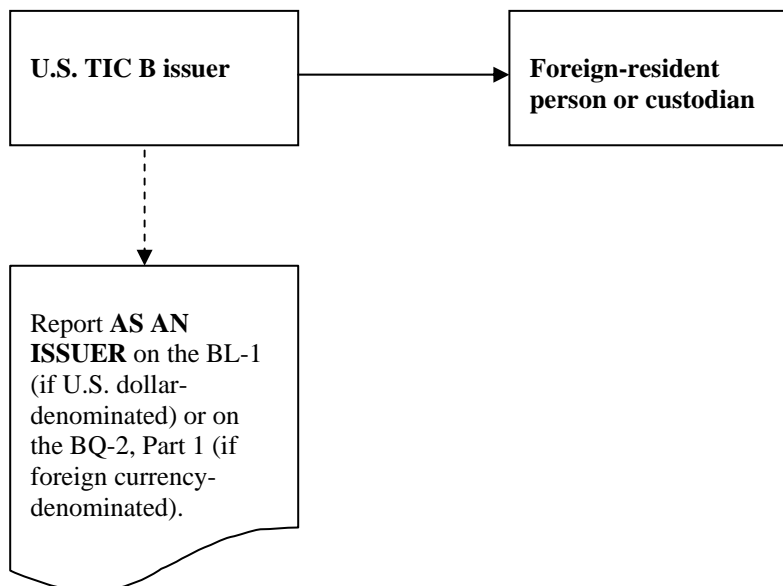 U.S. TIC B issuer
Foreign-resident
person or custodian
Report AS AN
ISSUER on the BL-1
(if U.S. dollar-
denominated) or on
the BQ-2, Part 1 (if
foreign currency-
denominated).